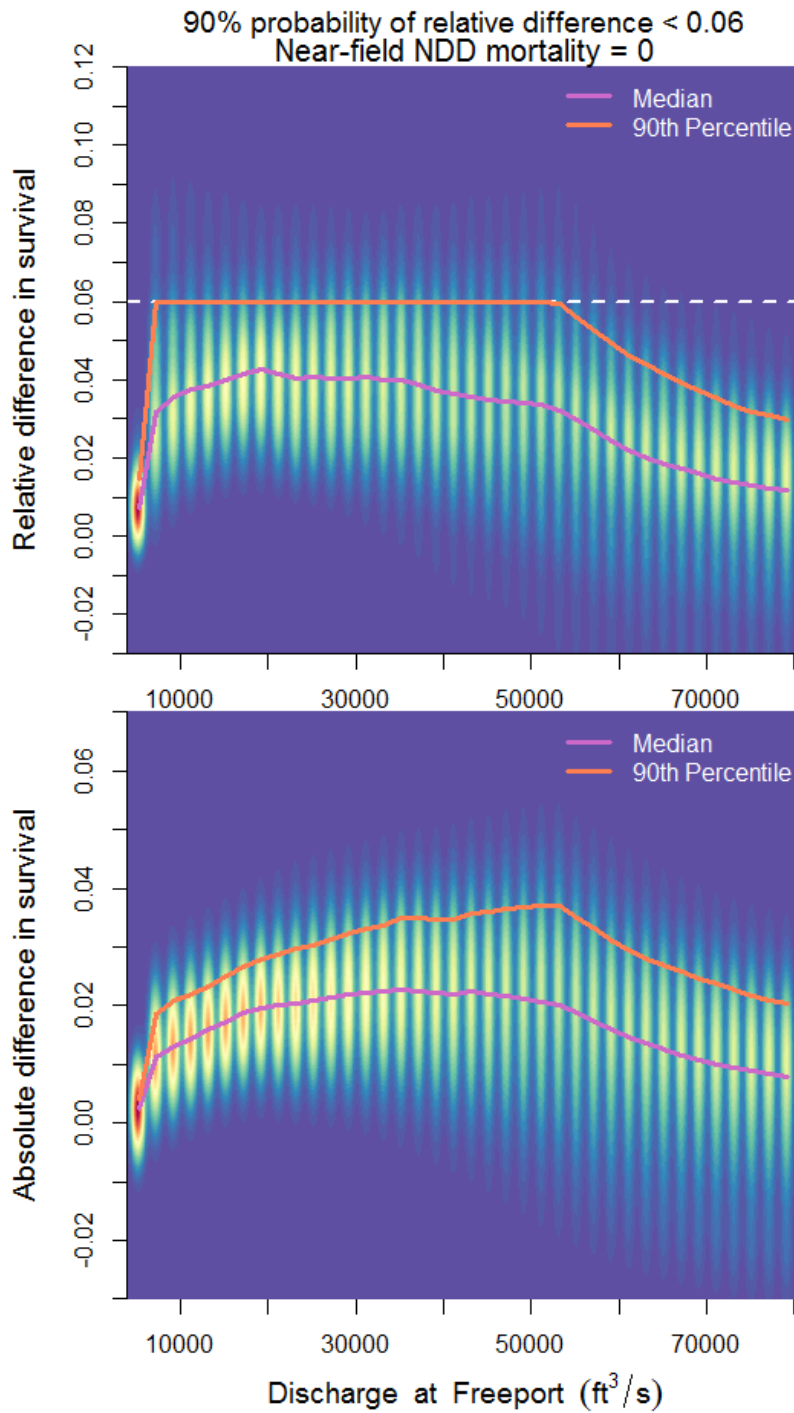 90% probability of relative difference < 0.06
Near-field NDD mortality = 0
Median
90th Percentile
Relative difference in survival
0.12
0.10
0.08
0.06
0.04
0.02
0.00
-0.02
10000 30000 50000 70000
Median
90th Percentile
Absolute difference in survival
0.06
0.04
0.02
0.00
-0.02
10000 30000 50000 70000
Discharge at Freeport (ft³/s)